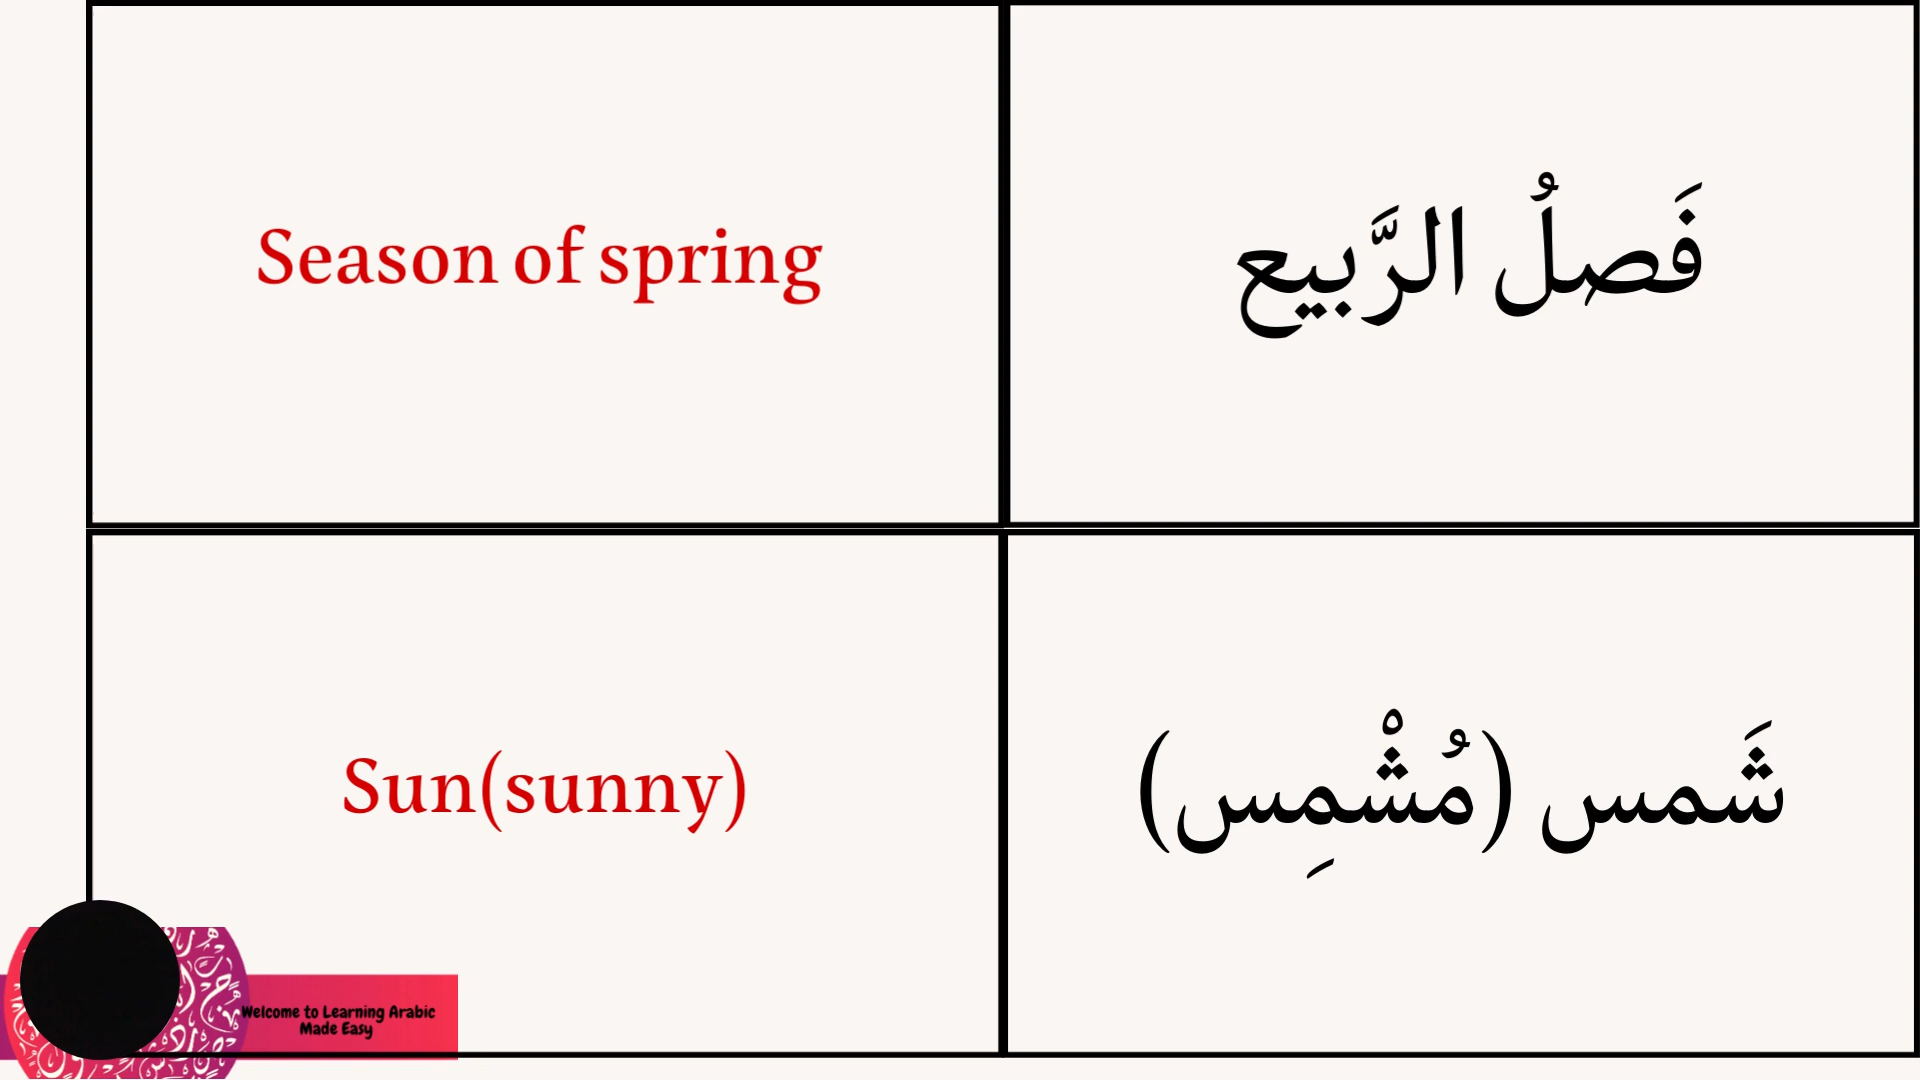 Season of spring
فَصلُ الرَّبيع
Sun(sunny)
شَمس (مُشْمِس)
Welcome to Learning Arabic
Made Easy